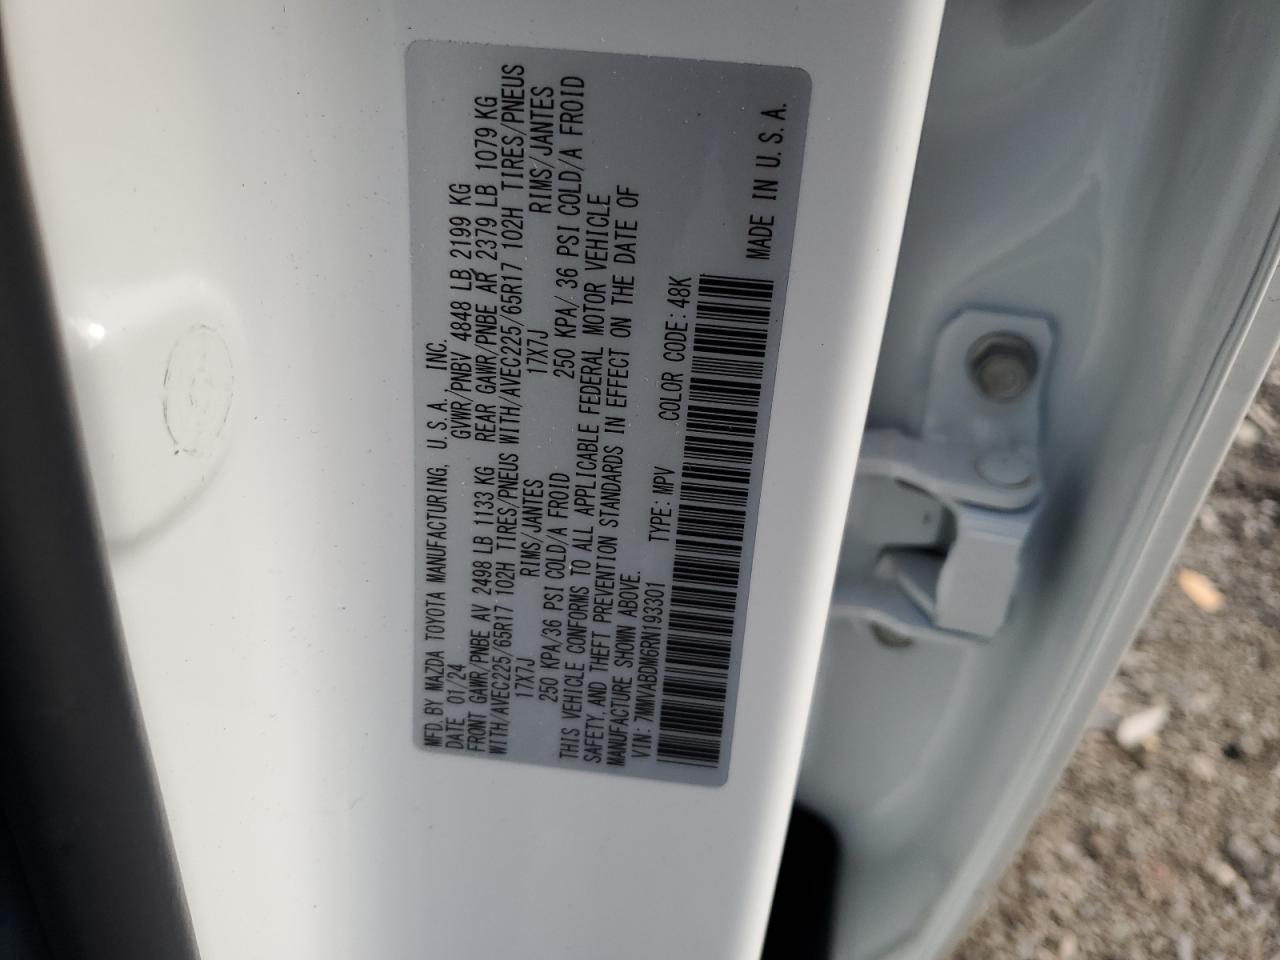 MFD. BY MAZDA TOYOTA MANUFACTURING, U.S.A., INC.
DATE 01/24 GVWR/PNBV 4848 LB 2199 KG
FRONT GAWR/PNBE AV 2498 LB 1133 KG REAR GAWR/PNBE AR 2379 LB 1079 KG
WITH/AVEC225/65R17 102H TIRES/PNEUS WITH/AVEC225/65R17 102H TIRES/PNEUS
17X7J RIMS/JANTES 17X7J RIMS/JANTES
250 KPA/36 PSI COLD/A FROID 250 KPA/36 PSI COLD/A FROID
THIS VEHICLE CONFORMS TO ALL APPLICABLE FEDERAL MOTOR VEHICLE
SAFETY, AND THEFT PREVENTION STANDARDS IN EFFECT ON THE DATE OF
MANUFACTURE SHOWN ABOVE.
VIN: 7MMVABDM6RN193301 TYPE: MPV COLOR CODE: 48K
MADE IN U.S.A.